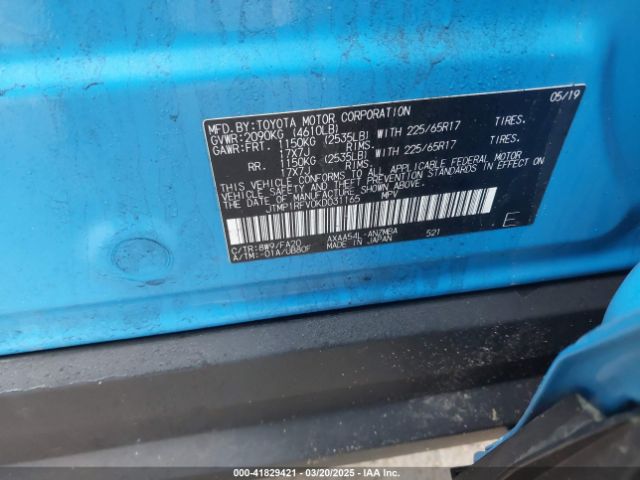 MFD. BY: TOYOTA MOTOR CORPORATION 05/19
GVWR: 2090KG (4610LB)
GAWR: FRT. 1150KG (2535LB) WITH 225/65R17 TIRES.
17X7J RIMS.
RR. 1150KG (2535LB) WITH 225/65R17 TIRES.
17X7J RIMS.
THIS VEHICLE CONFORMS TO ALL APPLICABLE FEDERAL MOTOR
VEHICLE SAFETY AND BUMPER STANDARDS IN EFFECT ON
THE DATE OF MANUFACTURE SHOWN ABOVE.
JTMP1RFV0KD031165 MPV
E
C/TR: 8W9/FA20 AXAA54L-ANZMBA 521
A/TM: -01A/UB80F MADE IN JAPAN
000-41829421 - 03/20/2025 - IAA Inc.